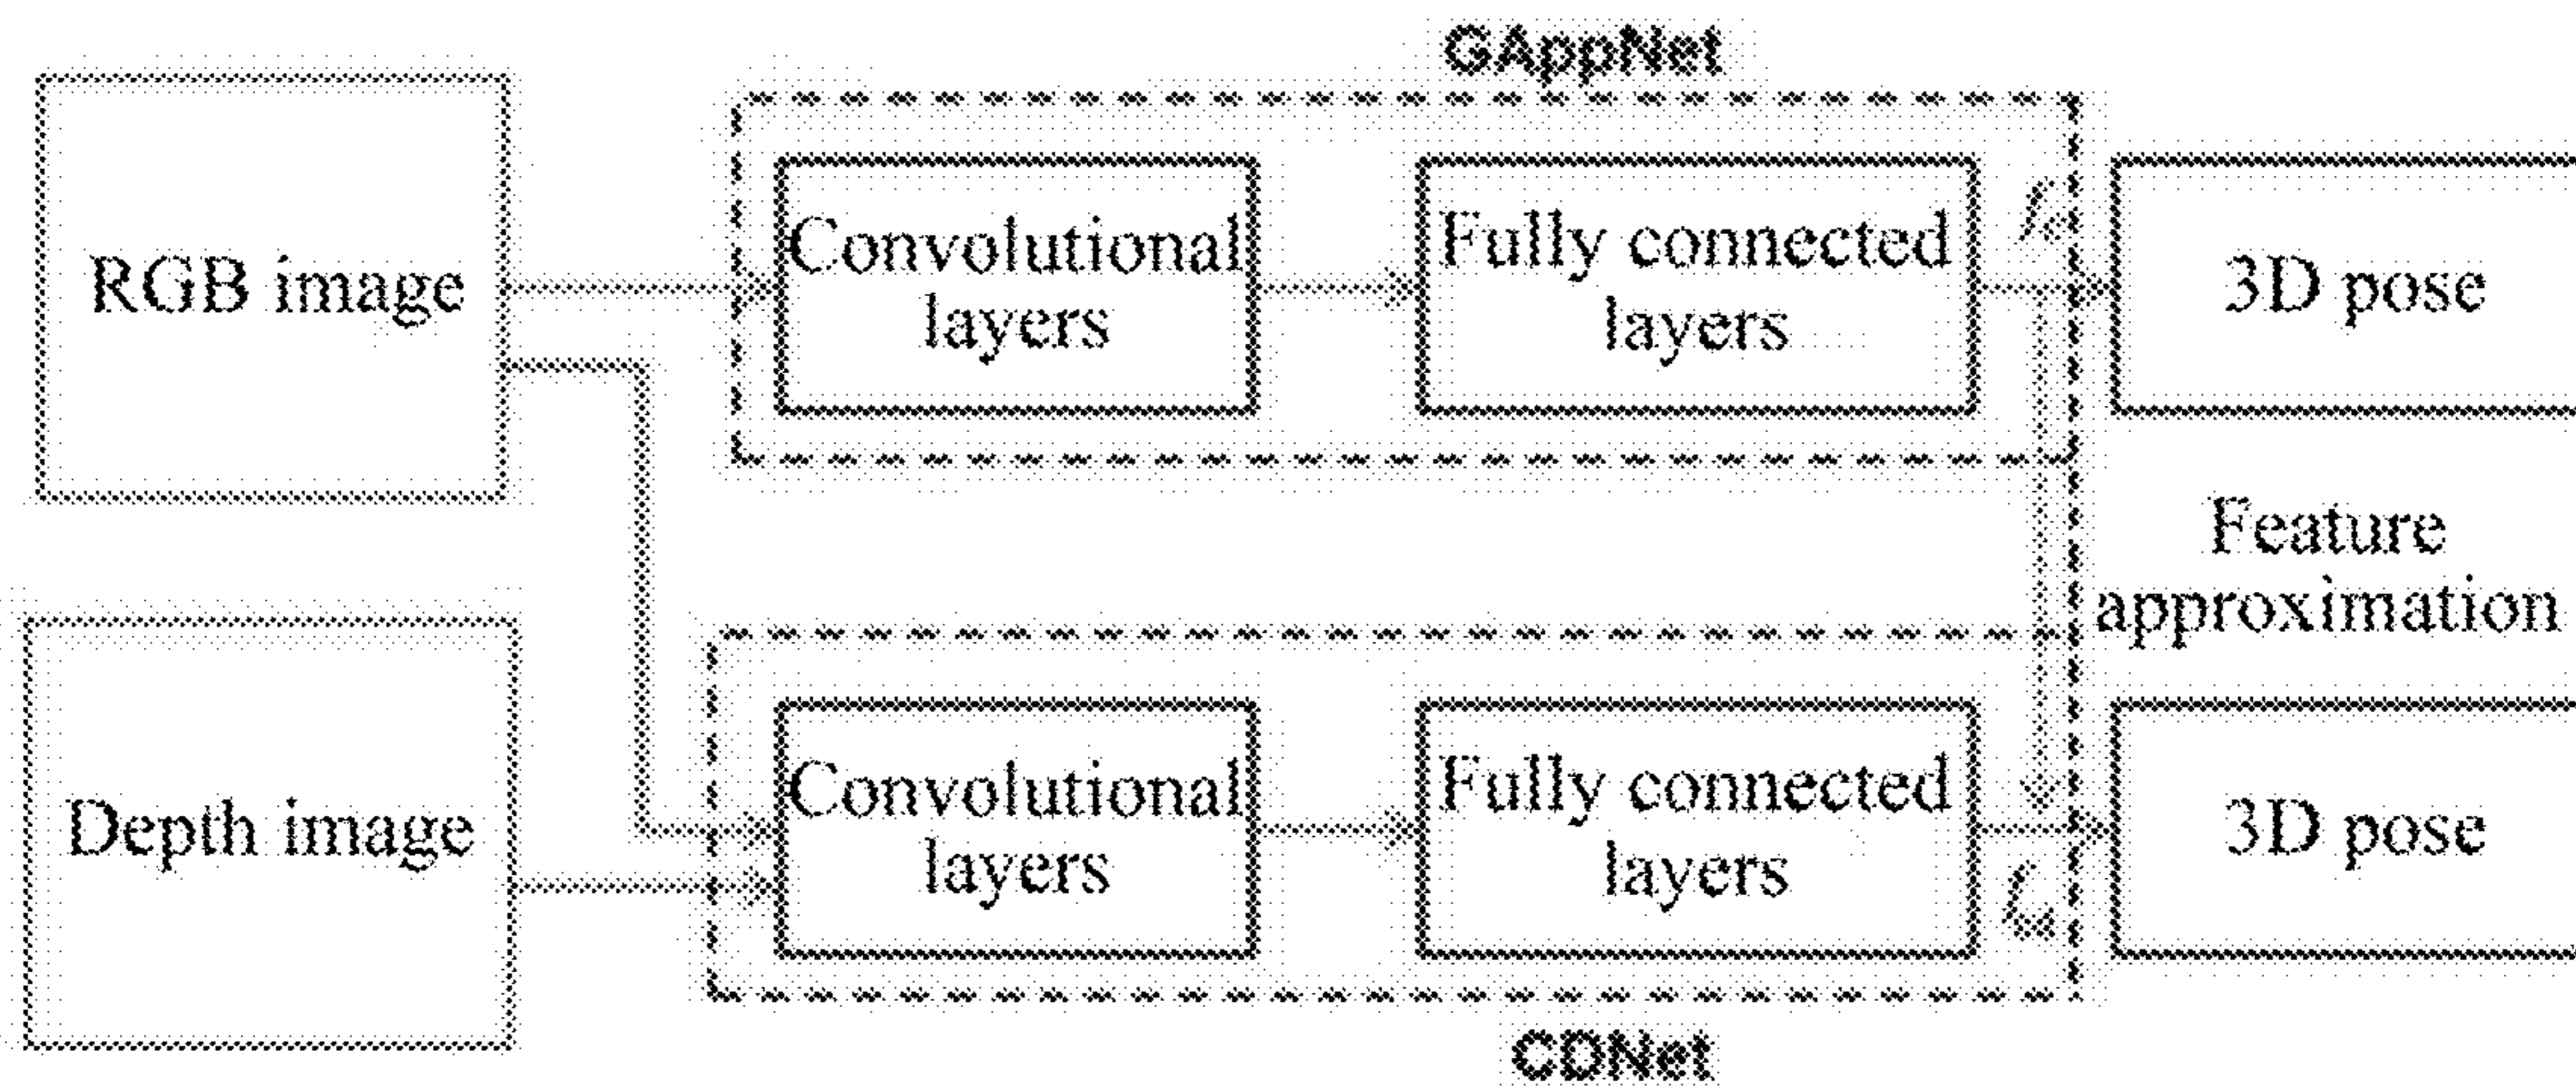 GAppNet
RGB image
Convolutional
layers
Fully connected
layers
3D pose
Feature
approximation
Depth image
Convolutional
layers
Fully connected
layers
3D pose
CDNet